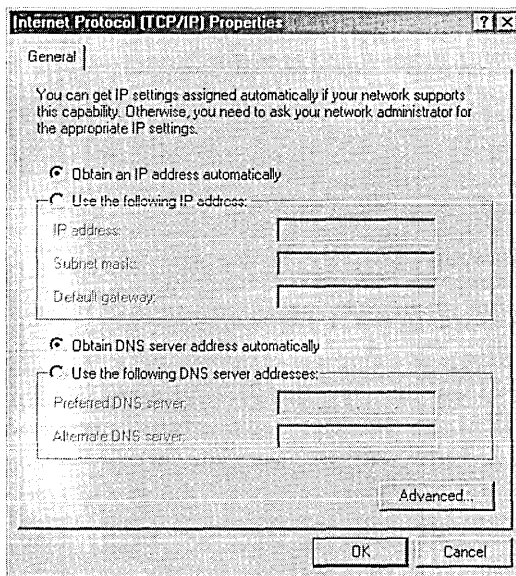 Internet Protocol (TCP/IP) Properties ? X
General
You can get IP settings assigned automatically if your network supports
this capability. Otherwise, you need to ask your network administrator for
the appropriate IP settings.
Obtain an IP address automatically
Use the following IP address:
IP address:
Subnet mask:
Default gateway:
Obtain DNS server address automatically
Use the following DNS server addresses:
Preferred DNS server:
Alternate DNS server:
Advanced...
OK Cancel